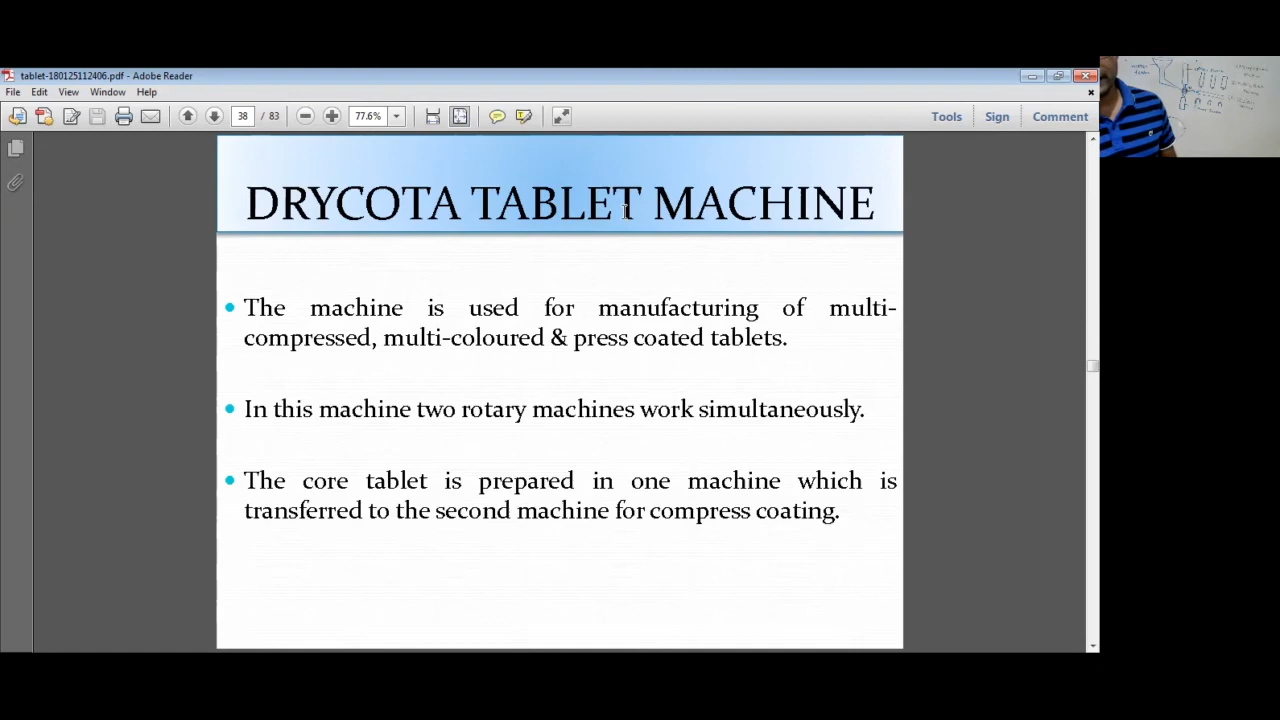 tablet-180125112406.pdf - Adobe Reader
File Edit View Window Help
38 / 83 77.6%
Tools Sign Comment
DRYCOTA TABLET MACHINE
The machine is used for manufacturing of multi-
compressed, multi-coloured & press coated tablets.
In this machine two rotary machines work simultaneously.
The core tablet is prepared in one machine which is
transferred to the second machine for compress coating.